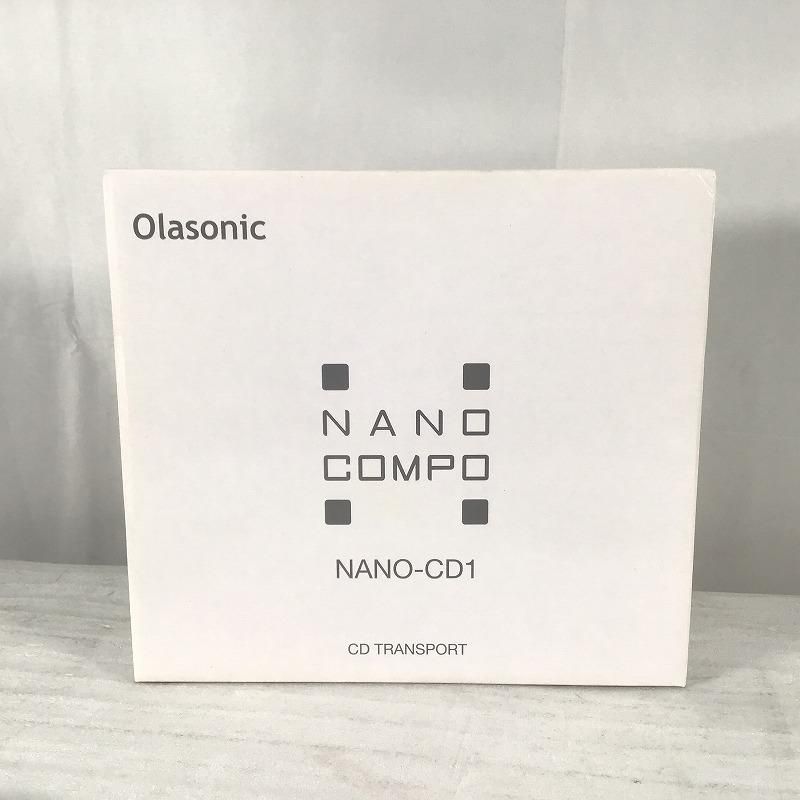 Olasonic
NANO
COMPO
NANO-CD1
CD TRANSPORT